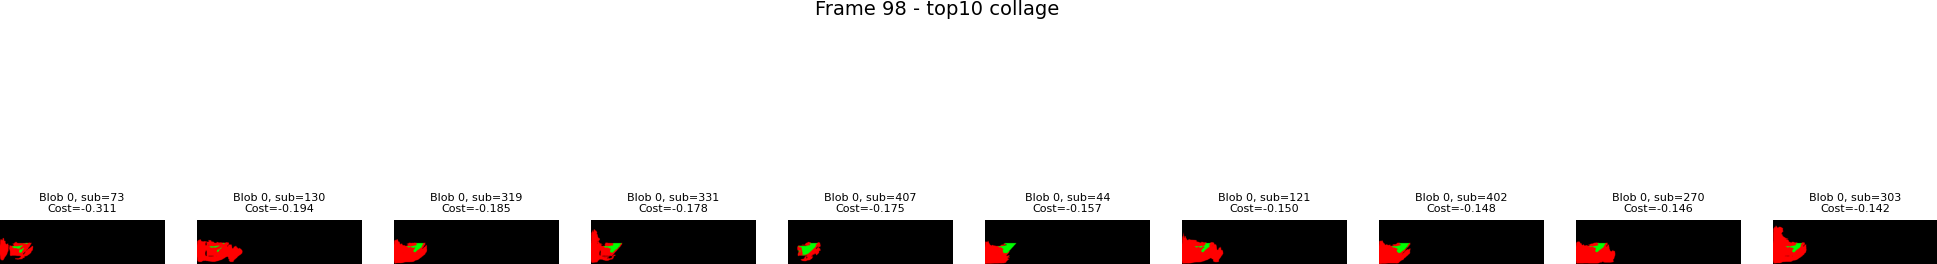 Frame 98 - top10 collage
Blob 0, sub=73
Cost=-0.311
Blob 0, sub=130
Cost=-0.194
Blob 0, sub=319
Cost=-0.185
Blob 0, sub=331
Cost=-0.178
Blob 0, sub=407
Cost=-0.175
Blob 0, sub=44
Cost=-0.157
Blob 0, sub=121
Cost=-0.150
Blob 0, sub=402
Cost=-0.148
Blob 0, sub=270
Cost=-0.146
Blob 0, sub=303
Cost=-0.142